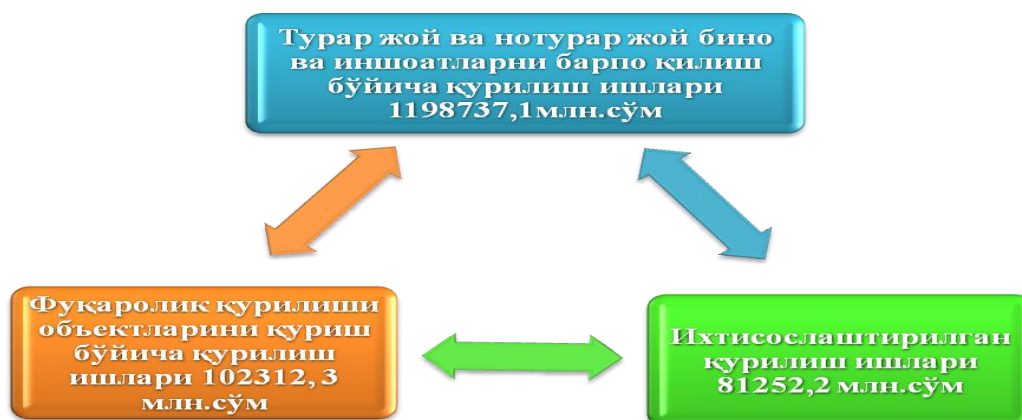 Турар жой ва нотурар жой бино
ва иншоатларни барпо қилиш
бўйича қурилиш ишлари
1198737,1млн.сўм
Фуқаролик қурилиши
объектларини қуриш
бўйича қурилиш
ишлари 102312, 3
млн.сўм
Ихтисослаштирилган
қурилиш ишлари
81252,2 млн.сўм